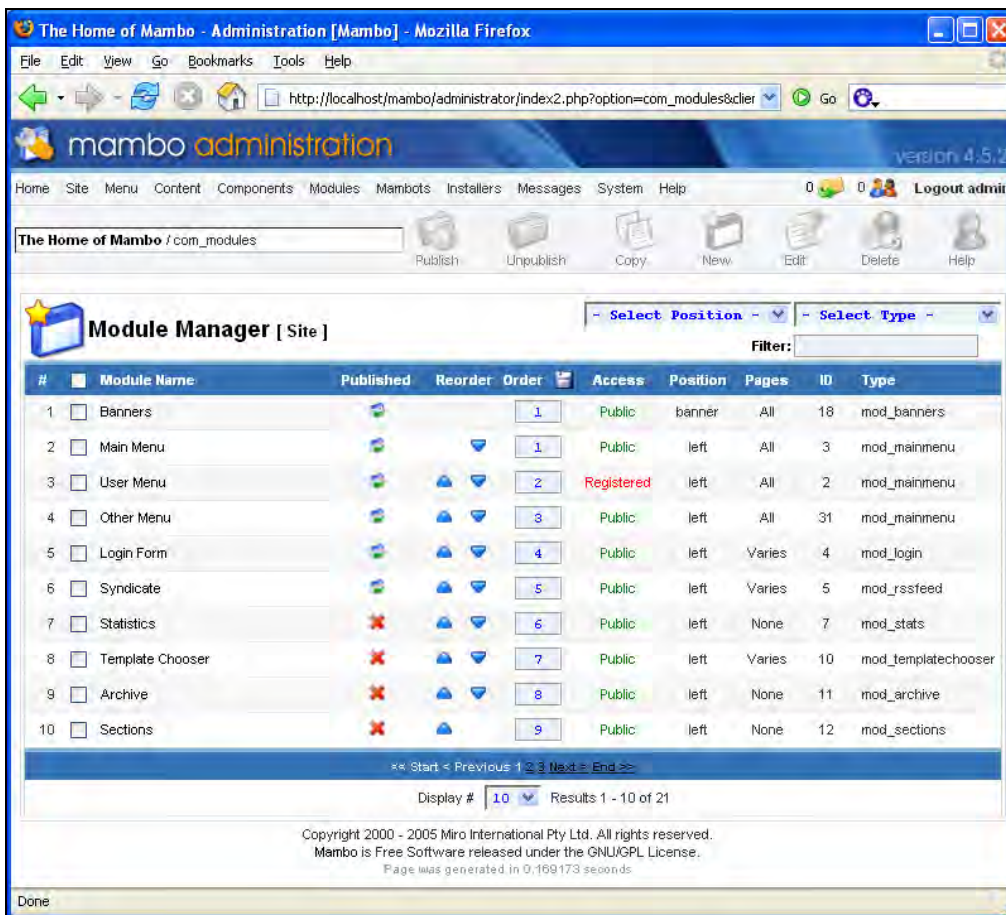 The Home of Mambo - Administration [Mambo] - Mozilla Firefox
File Edit View Go Bookmarks Tools Help
http://localhost/mambo/administrator/index2.php?option=com_modules&clier Go
mambo administration
version 4.5.2
Home Site Menu Content Components Modules Mambots Installers Messages System Help 0 0 Logout admin
The Home of Mambo / com_modules
Publish Unpublish Copy New Edit Delete Help
Module Manager [ Site ]
- Select Position - - Select Type -
Filter:
# Module Name Published Reorder Order Access Position Pages ID Type
1 Banners 1 Public banner All 18 mod_banners
2 Main Menu 1 Public left All 3 mod_mainmenu
3 User Menu 2 Registered left All 2 mod_mainmenu
4 Other Menu 3 Public left All 31 mod_mainmenu
5 Login Form 4 Public left Varies 4 mod_login
6 Syndicate 5 Public left Varies 5 mod_rssfeed
7 Statistics 6 Public left None 7 mod_stats
8 Template Chooser 7 Public left Varies 10 mod_templatechooser
9 Archive 8 Public left None 11 mod_archive
10 Sections 9 Public left None 12 mod_sections
<< Start < Previous 1 2 3 Next > End >>
Display # 10 Results 1 - 10 of 21
Copyright 2000 - 2005 Miro International Pty Ltd. All rights reserved.
Mambo is Free Software released under the GNU/GPL License.
Page was generated in 0.169173 seconds
Done